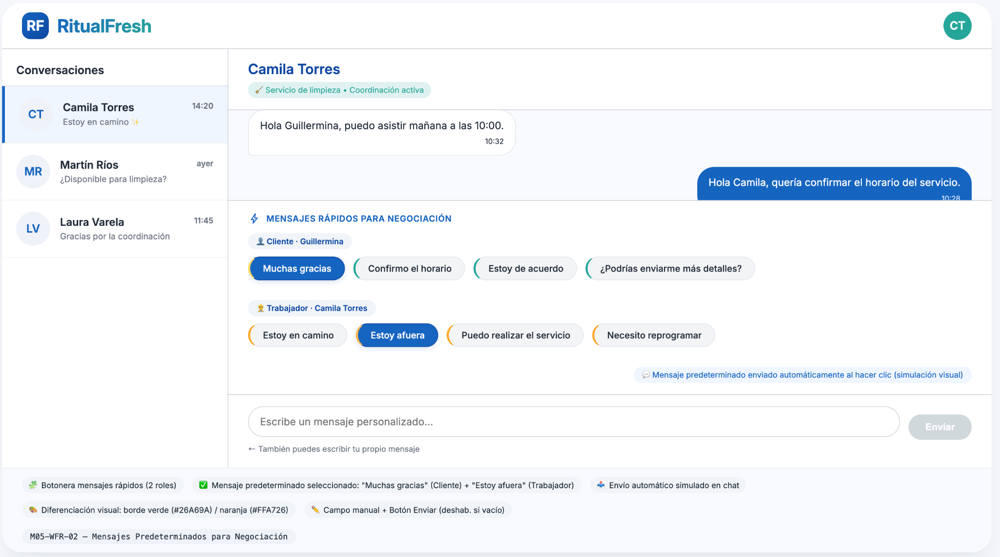 RF RitualFresh
CT
Conversaciones
CT
Camila Torres
14:20
Estoy en camino ✨
MR
Martín Ríos
ayer
¿Disponible para limpieza?
LV
Laura Varela
11:45
Gracias por la coordinación
Camila Torres
🧹 Servicio de limpieza • Coordinación activa
Hola Guillermina, puedo asistir mañana a las 10:00.
10:32
Hola Camila, quería confirmar el horario del servicio.
10:28
MENSAJES RÁPIDOS PARA NEGOCIACIÓN
👤 Cliente · Guillermina
Muchas gracias
Confirmo el horario
Estoy de acuerdo
¿Podrías enviarme más detalles?
👷 Trabajador · Camila Torres
Estoy en camino
Estoy afuera
Puedo realizar el servicio
Necesito reprogramar
💬 Mensaje predeterminado enviado automáticamente al hacer clic (simulación visual)
Escribe un mensaje personalizado...
Enviar
← También puedes escribir tu propio mensaje
🧩 Botonera mensajes rápidos (2 roles)
✅ Mensaje predeterminado seleccionado: "Muchas gracias" (Cliente) + "Estoy afuera" (Trabajador)
📤 Envío automático simulado en chat
🎨 Diferenciación visual: borde verde (#26A69A) / naranja (#FFA726)
✏️ Campo manual + Botón Enviar (deshab. si vacío)
M05-WFR-02 — Mensajes Predeterminados para Negociación